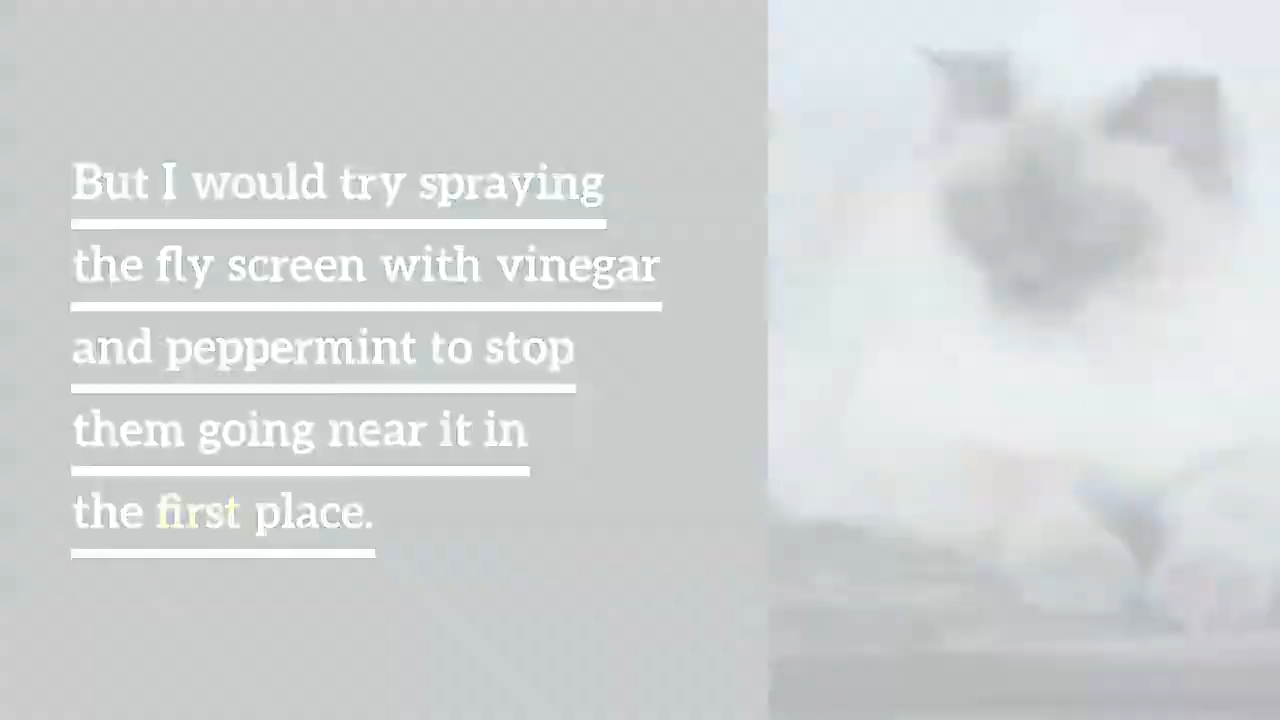 But I would try spraying
the fly screen with vinegar
and peppermint to stop
them going near it in
the first place.